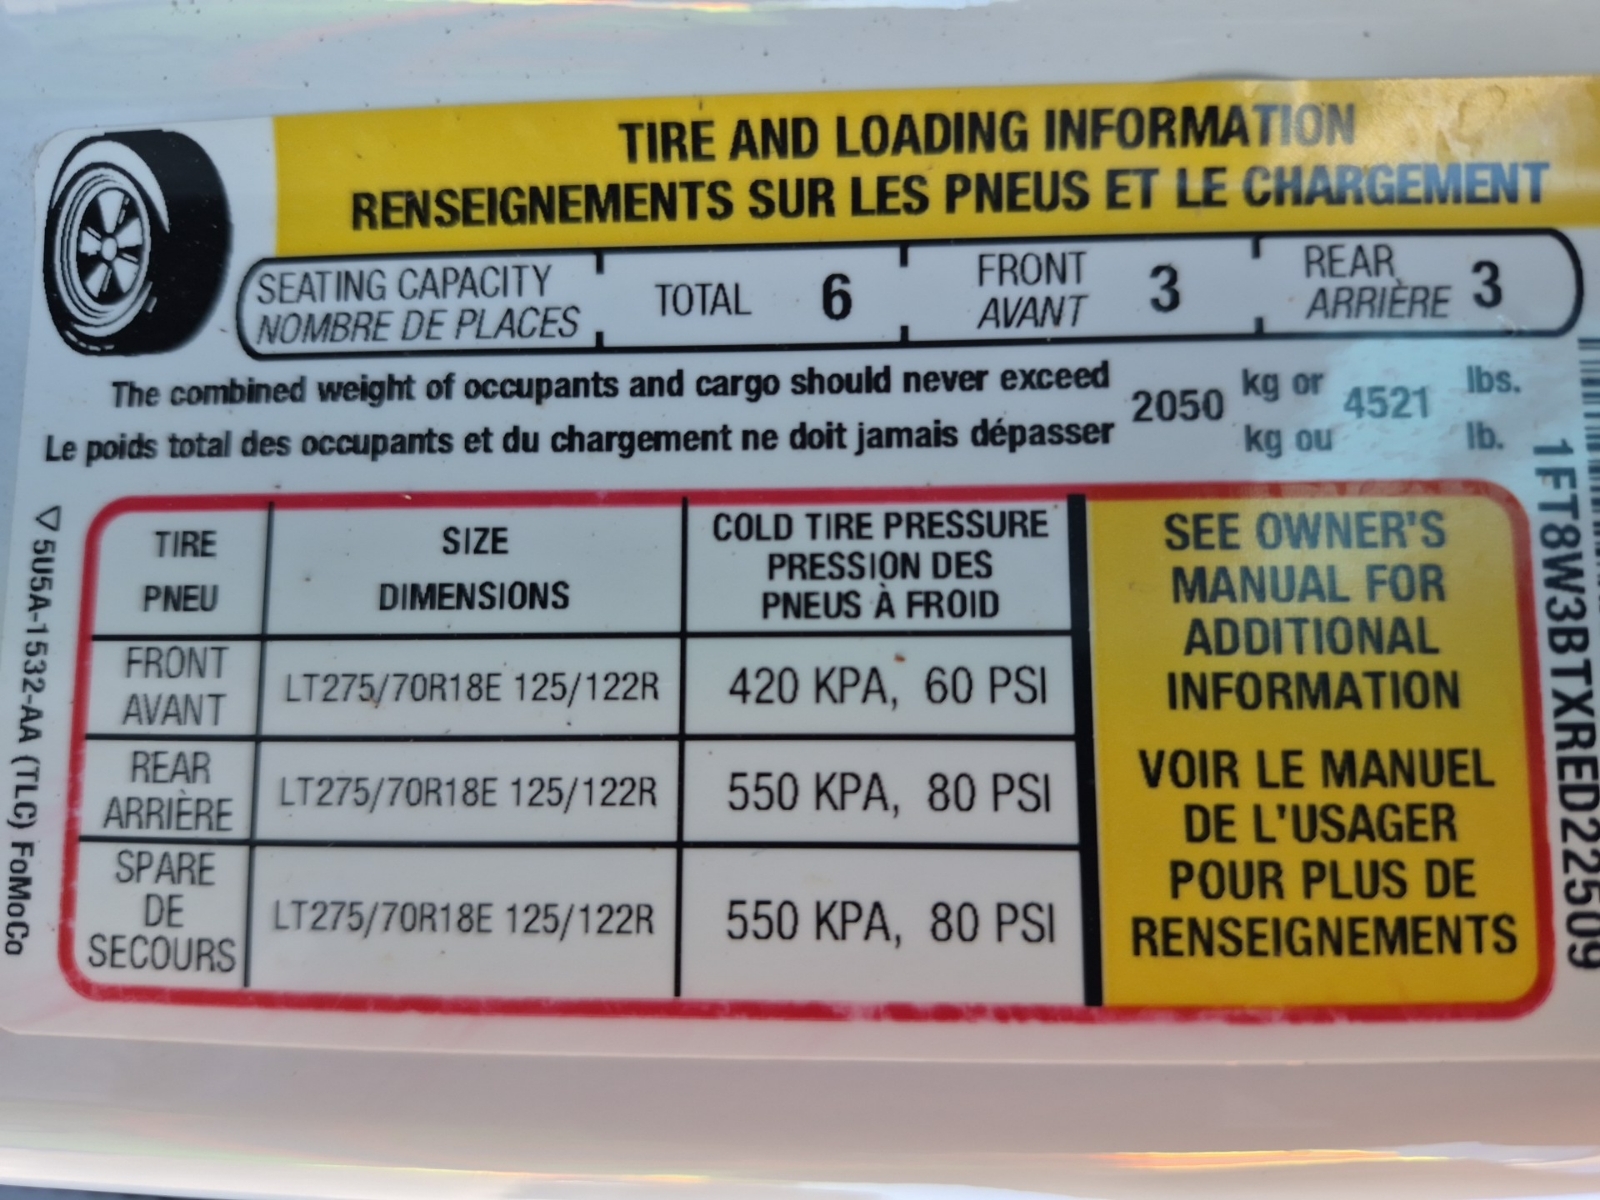 TIRE AND LOADING INFORMATION
RENSEIGNEMENTS SUR LES PNEUS ET LE CHARGEMENT
SEATING CAPACITY
NOMBRE DE PLACES
TOTAL 6
FRONT
AVANT
3
REAR
ARRIÈRE
3
The combined weight of occupants and cargo should never exceed
Le poids total des occupants et du chargement ne doit jamais dépasser
2050
kg or
kg ou
4521
lbs.
lb.
TIRE
PNEU
SIZE
DIMENSIONS
COLD TIRE PRESSURE
PRESSION DES
PNEUS À FROID
FRONT
AVANT
LT275/70R18E 125/122R
420 KPA, 60 PSI
REAR
ARRIÈRE
LT275/70R18E 125/122R
550 KPA, 80 PSI
SPARE
DE
SECOURS
LT275/70R18E 125/122R
550 KPA, 80 PSI
SEE OWNER'S
MANUAL FOR
ADDITIONAL
INFORMATION
VOIR LE MANUEL
DE L'USAGER
POUR PLUS DE
RENSEIGNEMENTS
5U5A-1532-AA (TLC) FoMoCo
1FT8W3BTXRED22509